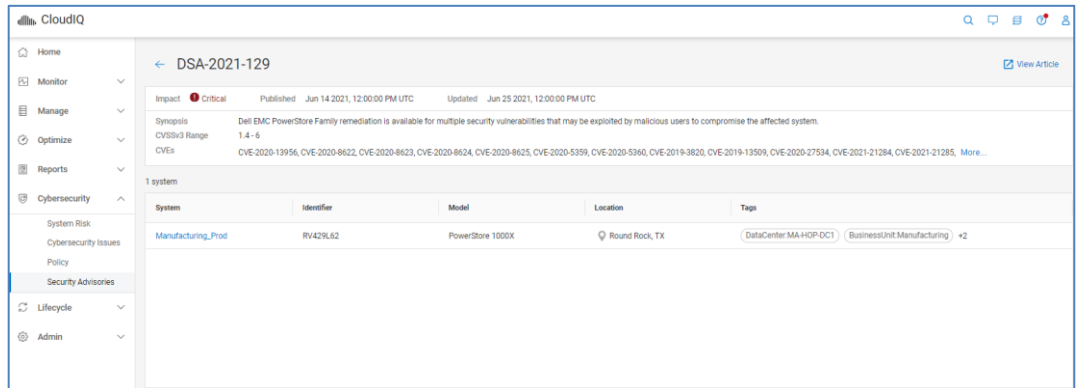 CloudIQ
Home
Monitor
Manage
Optimize
Reports
Cybersecurity
System Risk
Cybersecurity Issues
Policy
Security Advisories
Lifecycle
Admin
← DSA-2021-129
View Article
Impact Critical Published Jun 14 2021, 12:00:00 PM UTC Updated Jun 25 2021, 12:00:00 PM UTC
Synopsis Dell EMC PowerStore Family remediation is available for multiple security vulnerabilities that may be exploited by malicious users to compromise the affected system.
CVSSv3 Range 1.4 - 6
CVEs CVE-2020-13956, CVE-2020-8622, CVE-2020-8623, CVE-2020-8624, CVE-2020-8625, CVE-2020-5359, CVE-2020-5360, CVE-2019-3820, CVE-2019-13509, CVE-2020-27534, CVE-2021-21284, CVE-2021-21285, More...
1 system
System Identifier Model Location Tags
Manufacturing_Prod RV429L62 PowerStore 1000X Round Rock, TX DataCenter:MA-HOP-DC1 BusinessUnit:Manufacturing +2